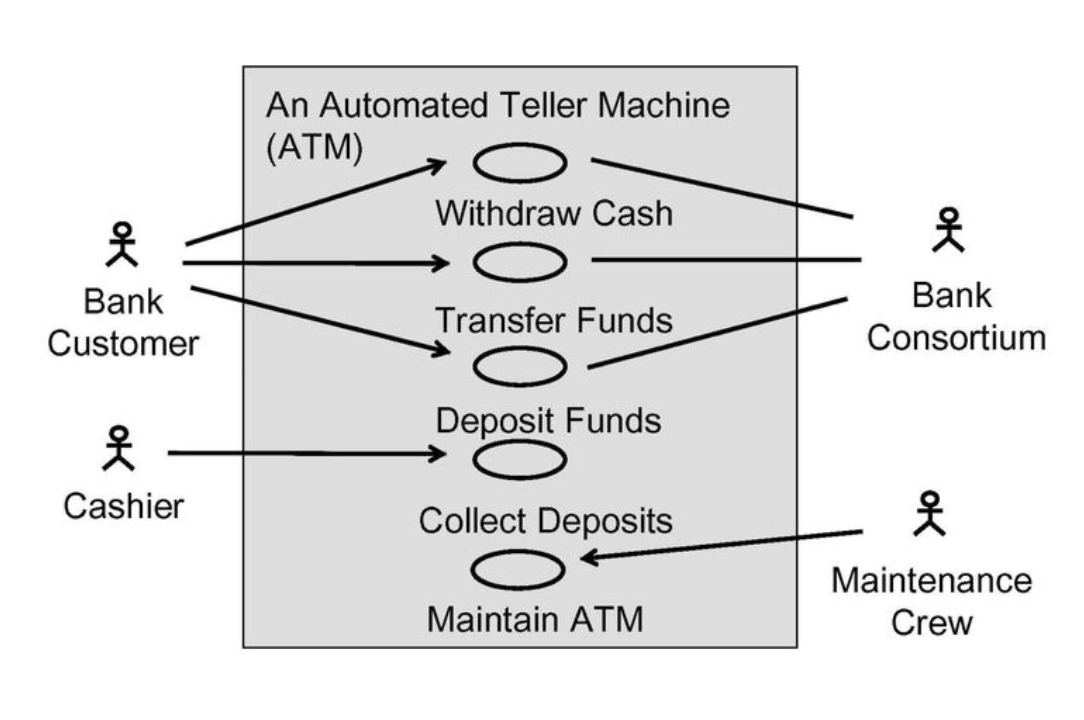 An Automated Teller Machine
(ATM)
Withdraw Cash
Bank
Customer
Bank
Consortium
Transfer Funds
Deposit Funds
Cashier
Collect Deposits
Maintenance
Crew
Maintain ATM